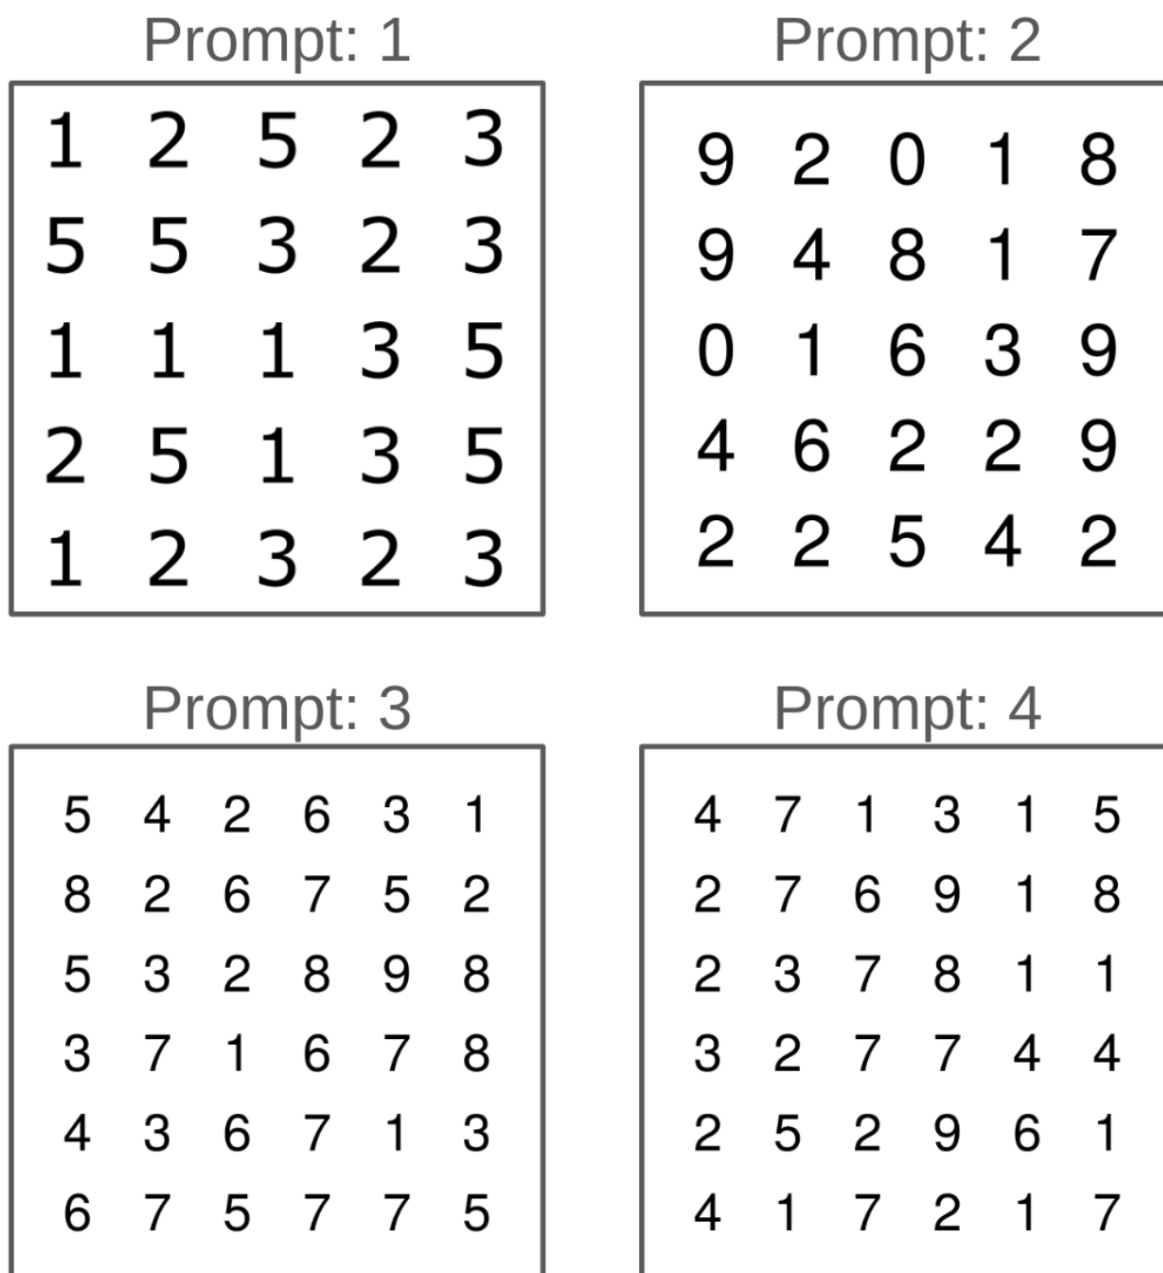 Prompt: 1
1 2 5 2 3
5 5 3 2 3
1 1 1 3 5
2 5 1 3 5
1 2 3 2 3
Prompt: 2
9 2 0 1 8
9 4 8 1 7
0 1 6 3 9
4 6 2 2 9
2 2 5 4 2
Prompt: 3
5 4 2 6 3 1
8 2 6 7 5 2
5 3 2 8 9 8
3 7 1 6 7 8
4 3 6 7 1 3
6 7 5 7 7 5
Prompt: 4
4 7 1 3 1 5
2 7 6 9 1 8
2 3 7 8 1 1
3 2 7 7 4 4
2 5 2 9 6 1
4 1 7 2 1 7